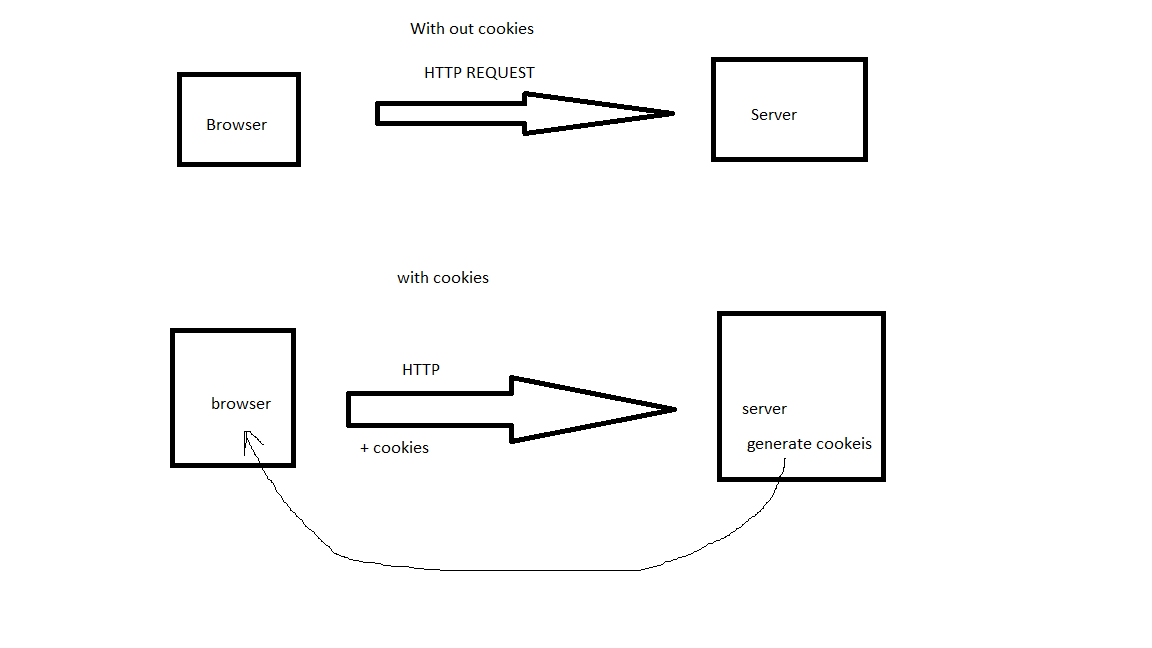 With out cookies
HTTP REQUEST
Browser
Server
with cookies
HTTP
browser
server
+ cookies
generate cookeis